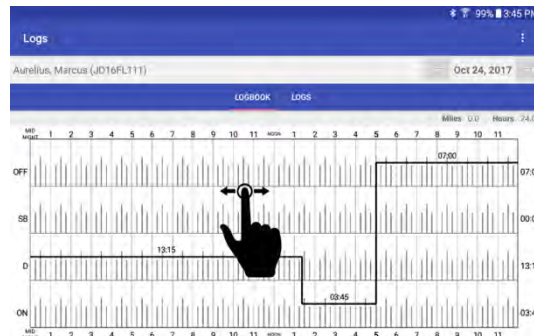 99% 3:45 PM
Logs
Aurelius, Marcus (JD16FL111) Oct 24, 2017
LOGBOOK LOGS
Miles 0.0 Hours 24.0
MID NIGHT 1 2 3 4 5 6 7 8 9 10 11 NOON 1 2 3 4 5 6 7 8 9 10 11
07:00
OFF 07:0
SB 00:0
13:15
D 13:1
03:45
ON 03:4
MID 1 2 3 4 5 6 7 8 9 10 11 NOON 1 2 3 4 5 6 7 8 9 10 11